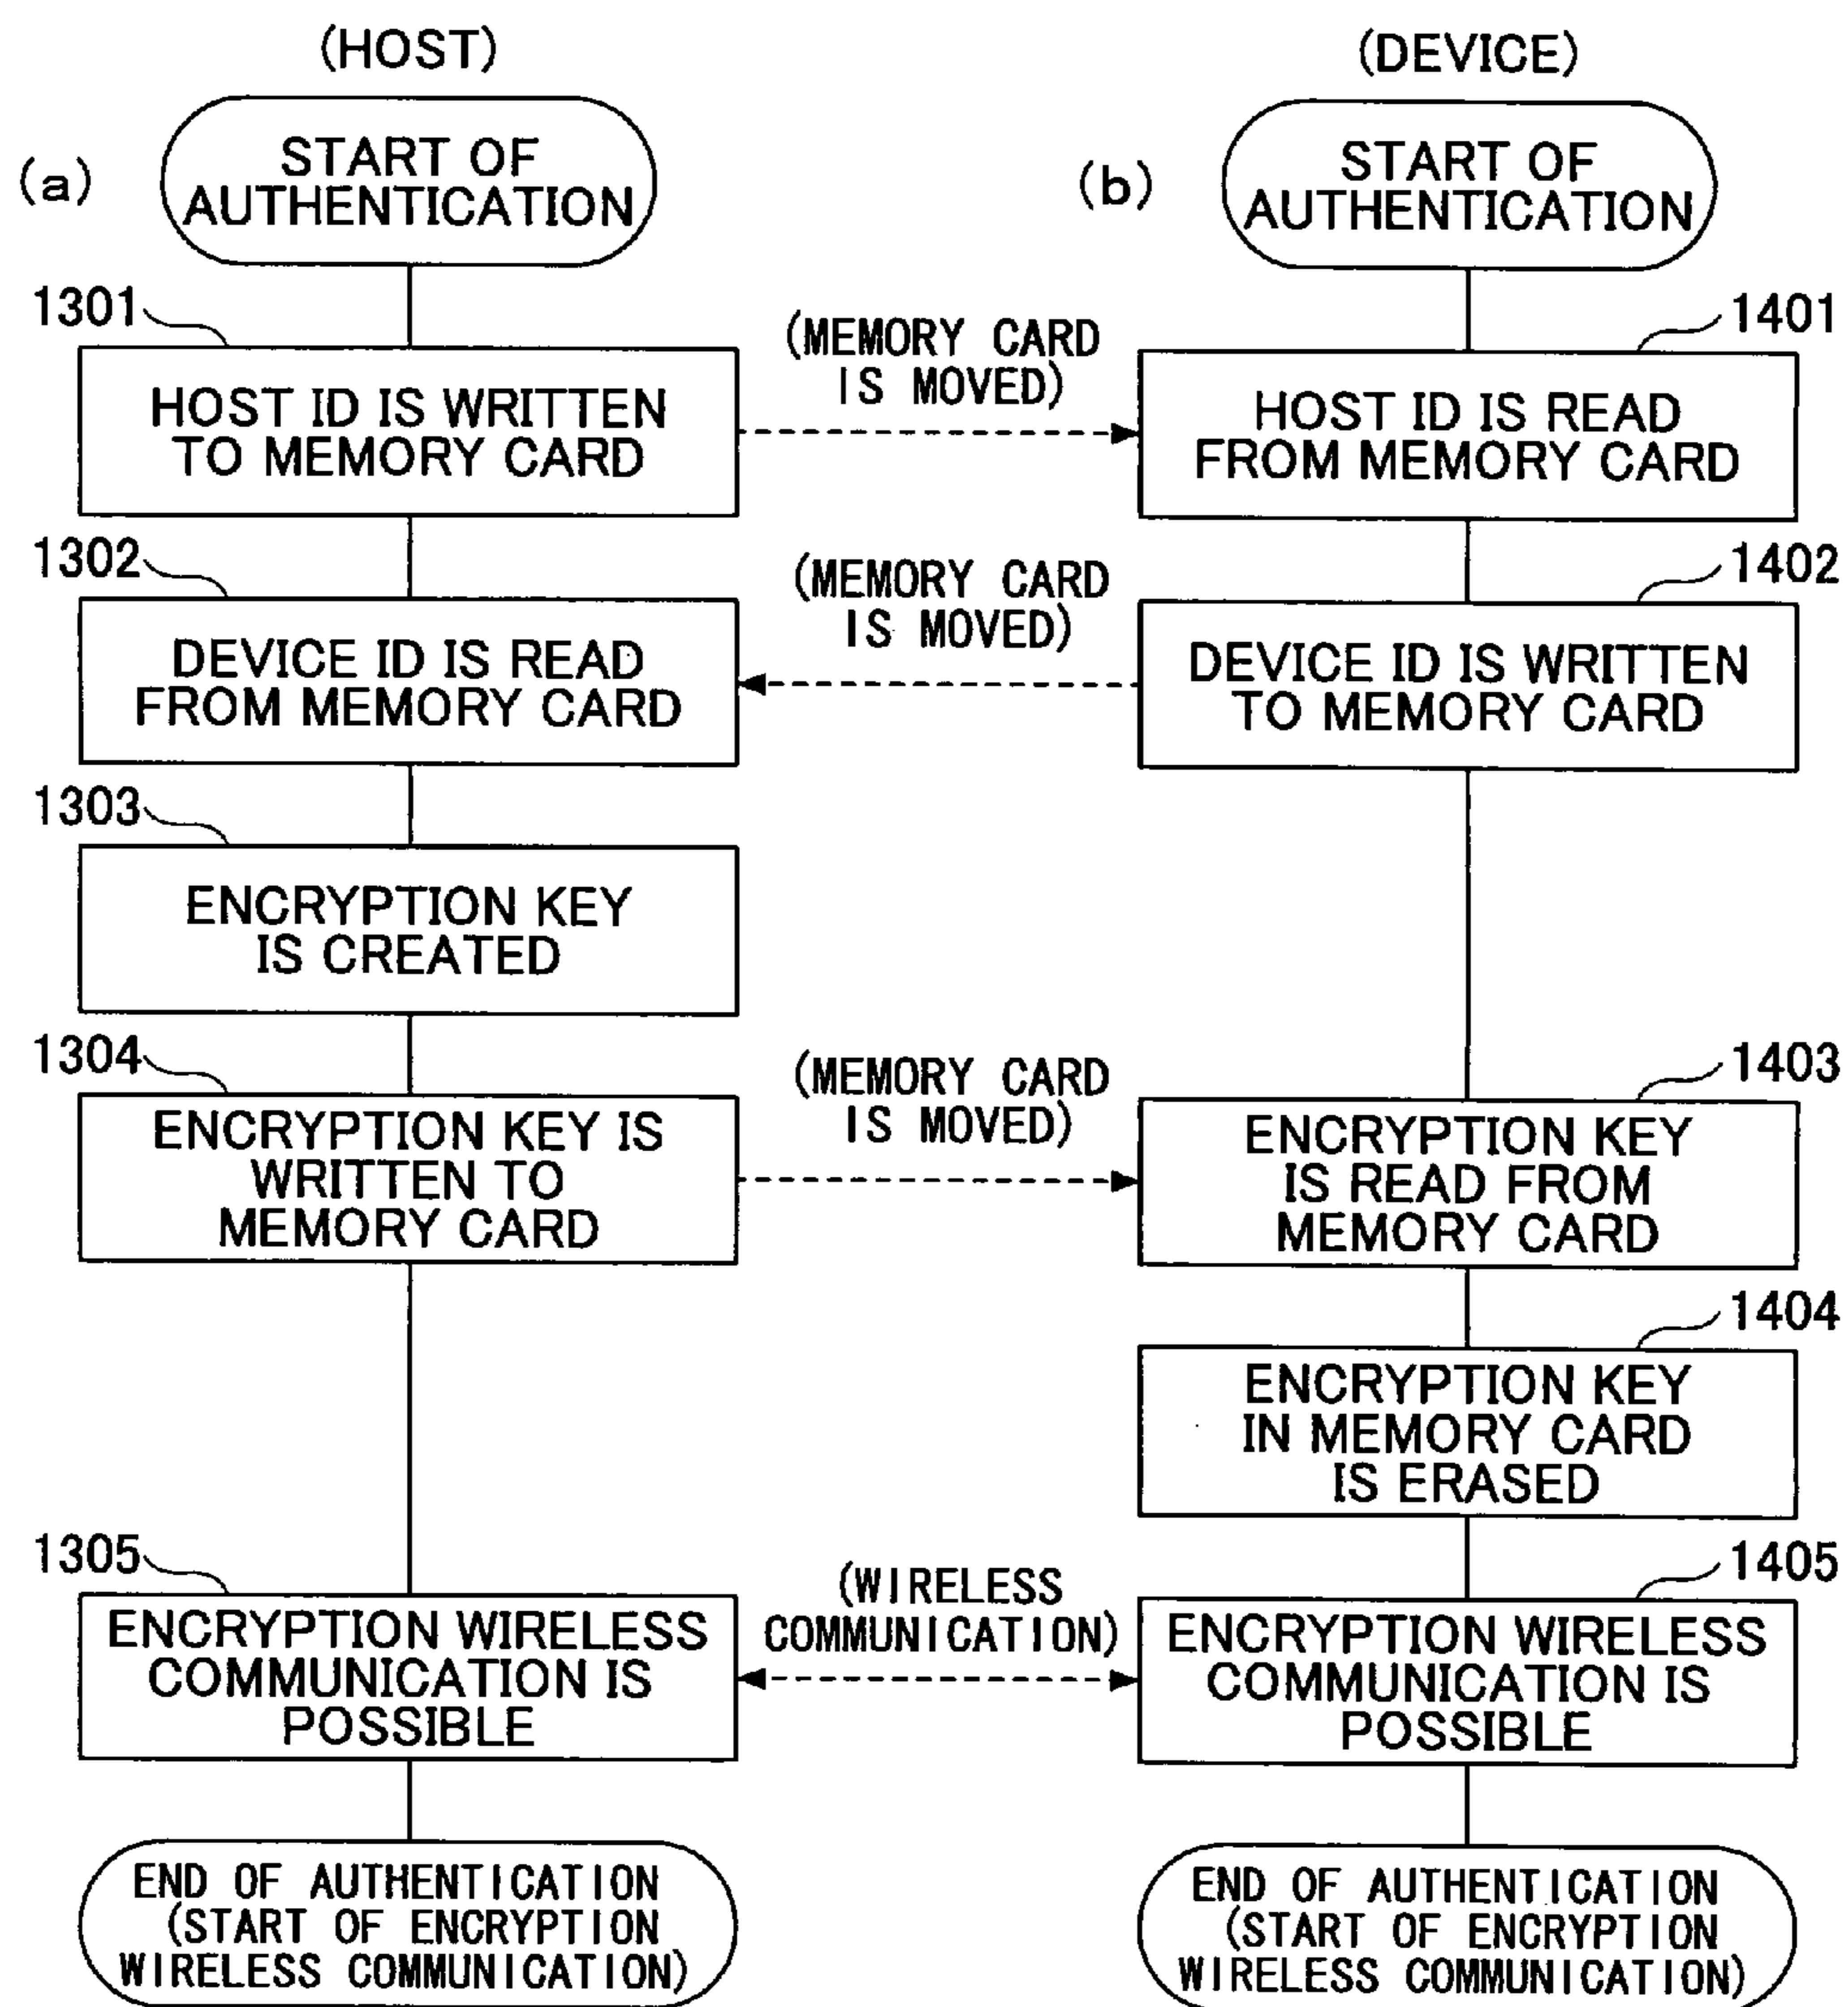 (HOST)
(DEVICE)
(a)
START OF
AUTHENTICATION
(b)
START OF
AUTHENTICATION
1301
HOST ID IS WRITTEN
TO MEMORY CARD
(MEMORY CARD
IS MOVED)
1401
HOST ID IS READ
FROM MEMORY CARD
1302
DEVICE ID IS READ
FROM MEMORY CARD
(MEMORY CARD
IS MOVED)
1402
DEVICE ID IS WRITTEN
TO MEMORY CARD
1303
ENCRYPTION KEY
IS CREATED
1304
ENCRYPTION KEY IS
WRITTEN TO
MEMORY CARD
(MEMORY CARD
IS MOVED)
1403
ENCRYPTION KEY
IS READ FROM
MEMORY CARD
1404
ENCRYPTION KEY
IN MEMORY CARD
IS ERASED
1305
ENCRYPTION WIRELESS
COMMUNICATION IS
POSSIBLE
(WIRELESS
COMMUNICATION)
1405
ENCRYPTION WIRELESS
COMMUNICATION IS
POSSIBLE
END OF AUTHENTICATION
(START OF ENCRYPTION
WIRELESS COMMUNICATION)
END OF AUTHENTICATION
(START OF ENCRYPTION
WIRELESS COMMUNICATION)